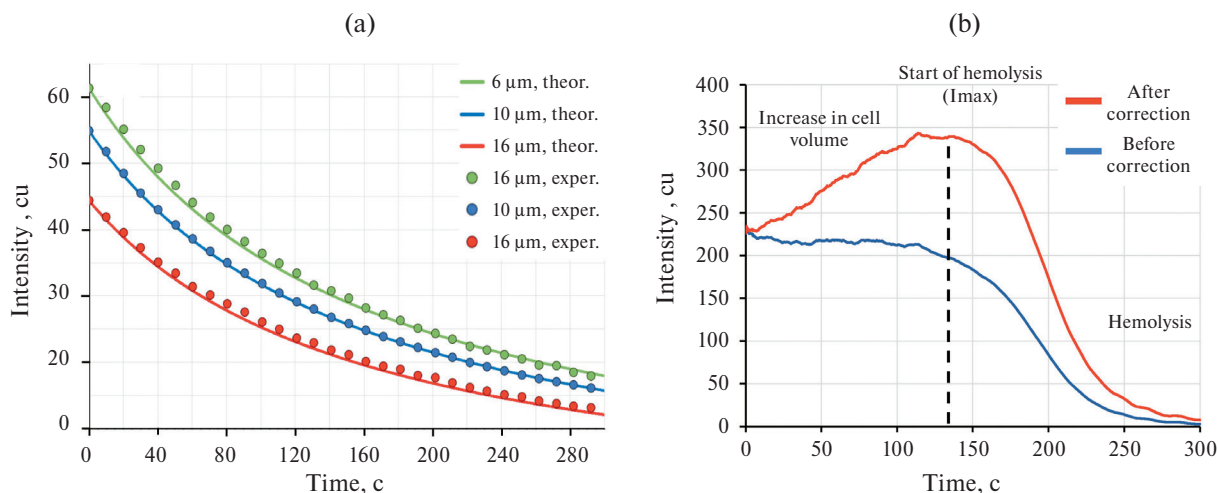 (a)
Intensity , cu
60
50
40
30
20
10
0
6 µm, theor.
10 µm, theor.
16 µm, theor.
16 µm, exper.
10 µm, exper.
16 µm, exper.
0 40 80 120 160 200 240 280
Time, c
(b)
Intensity , cu
400
350
300
250
200
150
100
50
0
Start of hemolysis
(Imax)
Increase in cell
volume
After
correction
Before
correction
Hemolysis
0 50 100 150 200 250 300
Time, c